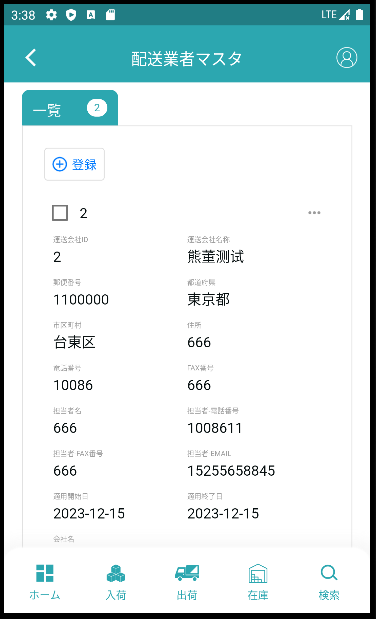 3:38 LTE
配送業者マスタ
一覧 2
登録
2
運送会社ID 運送会社名称
2 熊董测试
郵便番号 都道府県
1100000 東京都
市区町村 住所
台東区 666
電話番号 FAX番号
10086 666
担当者名 担当者 電話番号
666 1008611
担当者 FAX番号 担当者 EMAIL
666 15255658845
適用開始日 適用終了日
2023-12-15 2023-12-15
会社名
ホーム 入荷 出荷 在庫 検索